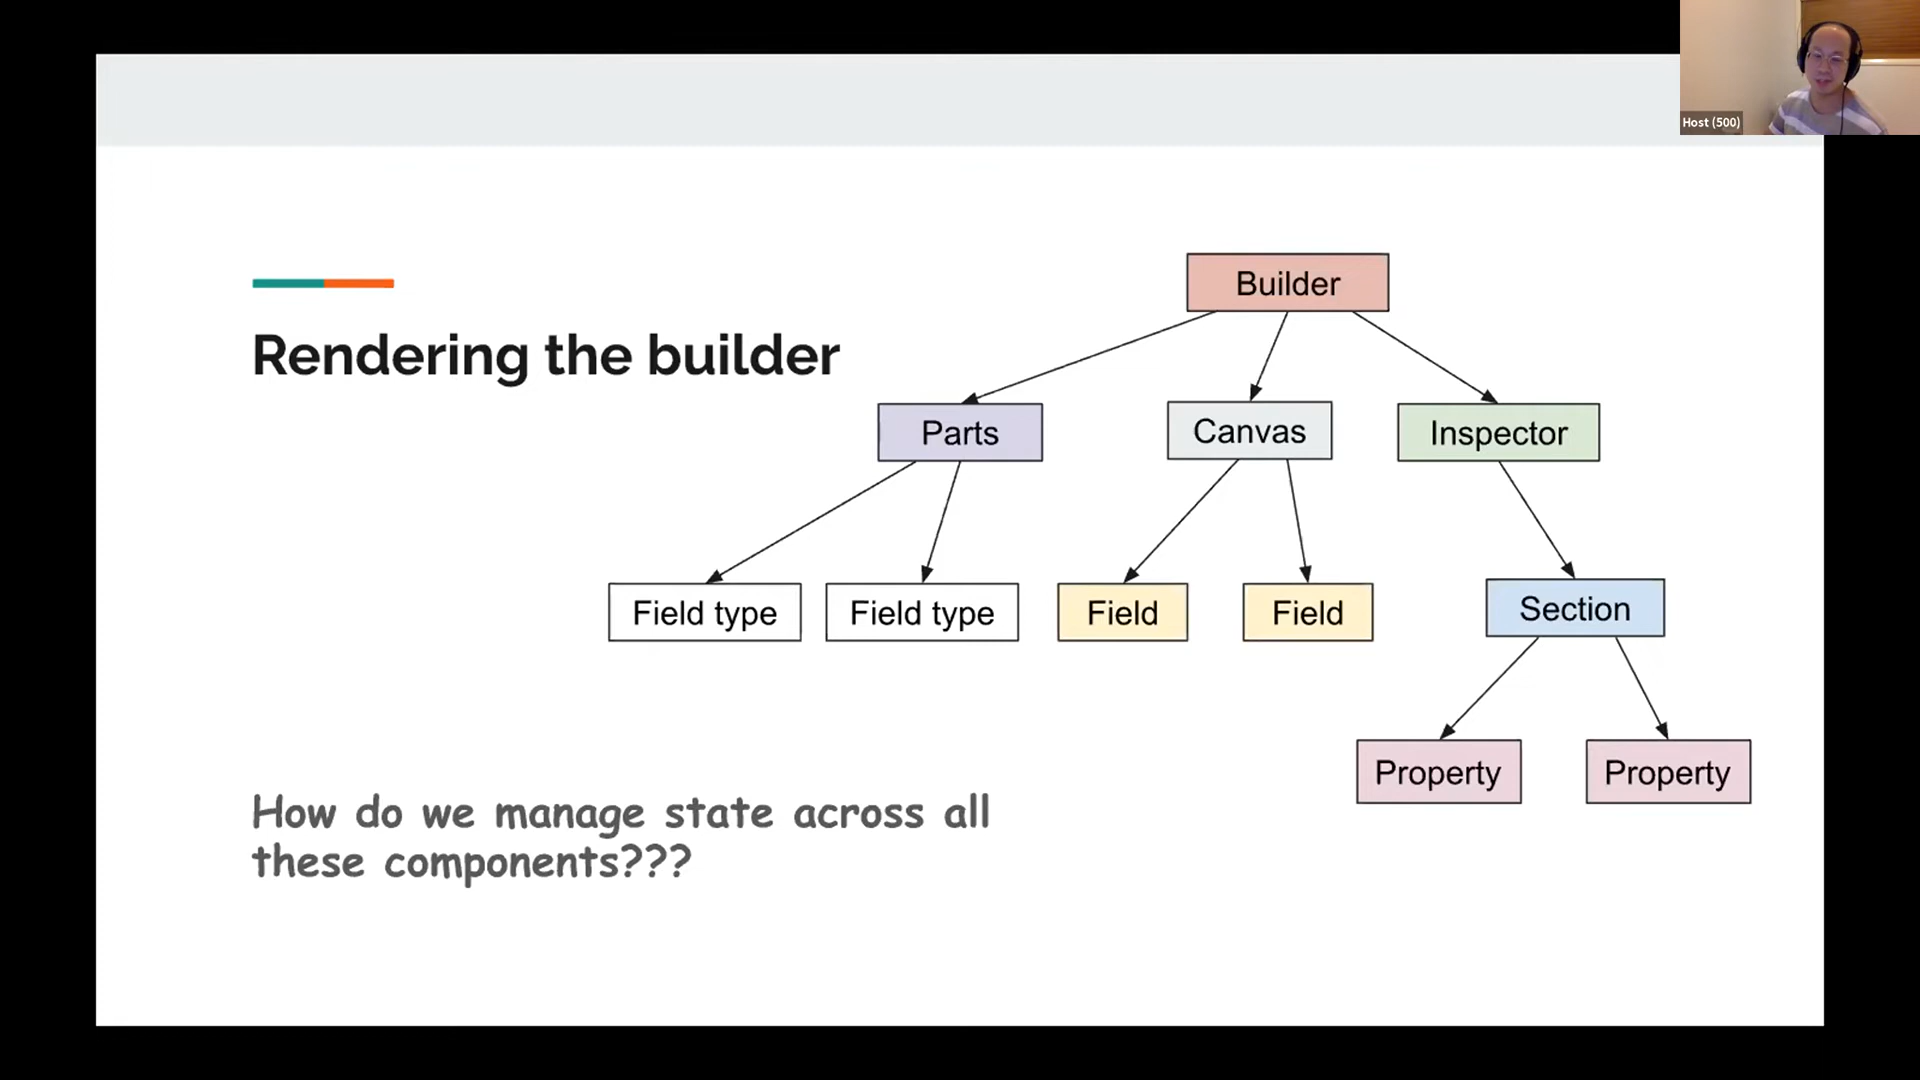 Host (500)
Rendering the builder
Builder
Parts
Canvas
Inspector
Field type
Field type
Field
Field
Section
Property
Property
How do we manage state across all
these components???